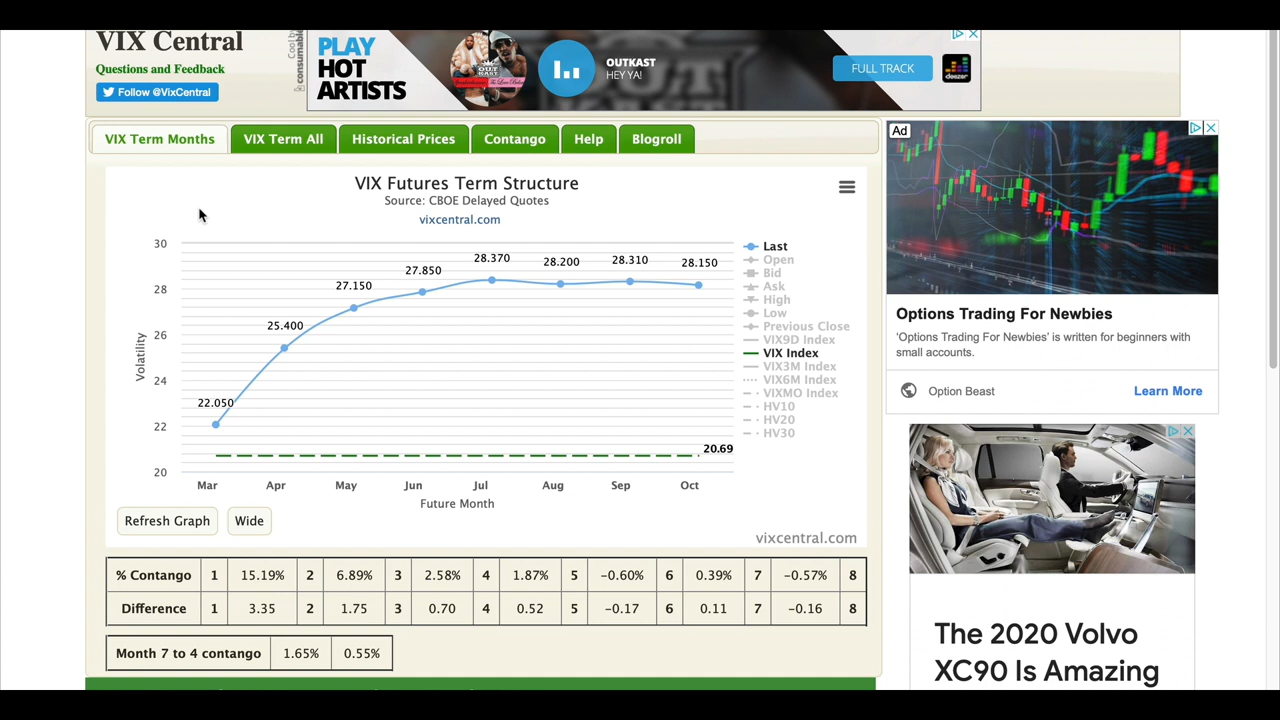 VIX Central
Questions and Feedback
Follow @VixCentral
Cool by
consumable
PLAY
HOT
ARTISTS
OUTKAST
HEY YA!
FULL TRACK
deezer
VIX Term Months
VIX Term All
Historical Prices
Contango
Help
Blogroll
VIX Futures Term Structure
Source: CBOE Delayed Quotes
vixcentral.com
Volatility
30
28
26
24
22
20
22.050
25.400
27.150
27.850
28.370
28.200
28.310
28.150
20.69
Mar Apr May Jun Jul Aug Sep Oct
Future Month
Last
Open
Bid
Ask
High
Low
Previous Close
VIX9D Index
VIX Index
VIX3M Index
VIX6M Index
VIXMO Index
HV10
HV20
HV30
Refresh Graph
Wide
vixcentral.com
% Contango 1 15.19% 2 6.89% 3 2.58% 4 1.87% 5 -0.60% 6 0.39% 7 -0.57% 8
Difference 1 3.35 2 1.75 3 0.70 4 0.52 5 -0.17 6 0.11 7 -0.16 8
Month 7 to 4 contango 1.65% 0.55%
Ad
Options Trading For Newbies
'Options Trading For Newbies' is written for beginners with
small accounts.
Option Beast
Learn More
The 2020 Volvo
XC90 Is Amazing